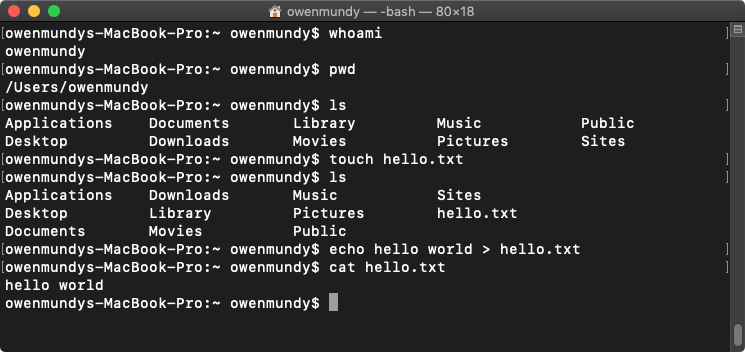 owenmundy — -bash — 80×18
[owenmundys-MacBook-Pro:~ owenmundy$ whoami ]
owenmundy
[owenmundys-MacBook-Pro:~ owenmundy$ pwd ]
/Users/owenmundy
[owenmundys-MacBook-Pro:~ owenmundy$ ls ]
Applications Documents Library Music Public
Desktop Downloads Movies Pictures Sites
[owenmundys-MacBook-Pro:~ owenmundy$ touch hello.txt ]
[owenmundys-MacBook-Pro:~ owenmundy$ ls ]
Applications Downloads Music Sites
Desktop Library Pictures hello.txt
Documents Movies Public
[owenmundys-MacBook-Pro:~ owenmundy$ echo hello world > hello.txt ]
[owenmundys-MacBook-Pro:~ owenmundy$ cat hello.txt ]
hello world
owenmundys-MacBook-Pro:~ owenmundy$